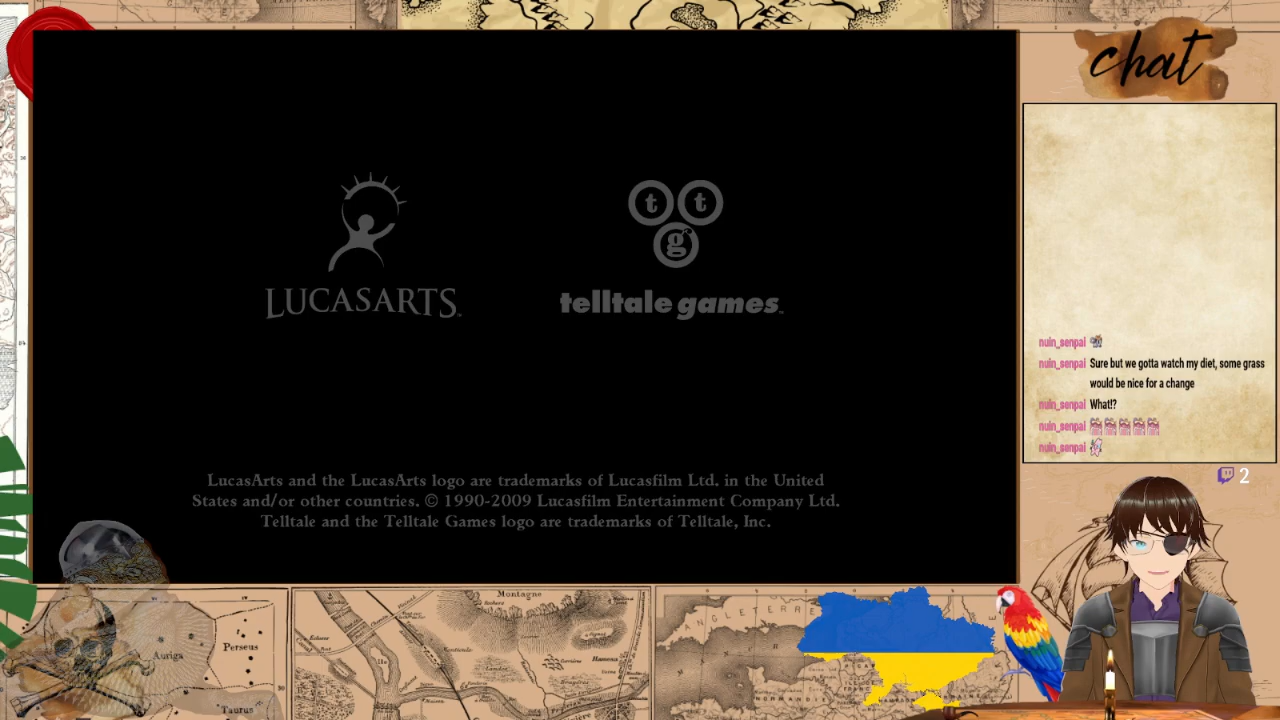 chat
LUCASARTS.
t t
g
telltale games.™
nuin_senpai
nuin_senpai Sure but we gotta watch my diet, some grass
would be nice for a change
nuin_senpai What!?
nuin_senpai
nuin_senpai
2
LucasArts and the LucasArts logo are trademarks of Lucasfilm Ltd. in the United
States and/or other countries. © 1990-2009 Lucasfilm Entertainment Company Ltd.
Telltale and the Telltale Games logo are trademarks of Telltale, Inc.
Montagne
ANGLETERRE
Perseus
Auriga
Taurus
NORMANDIE